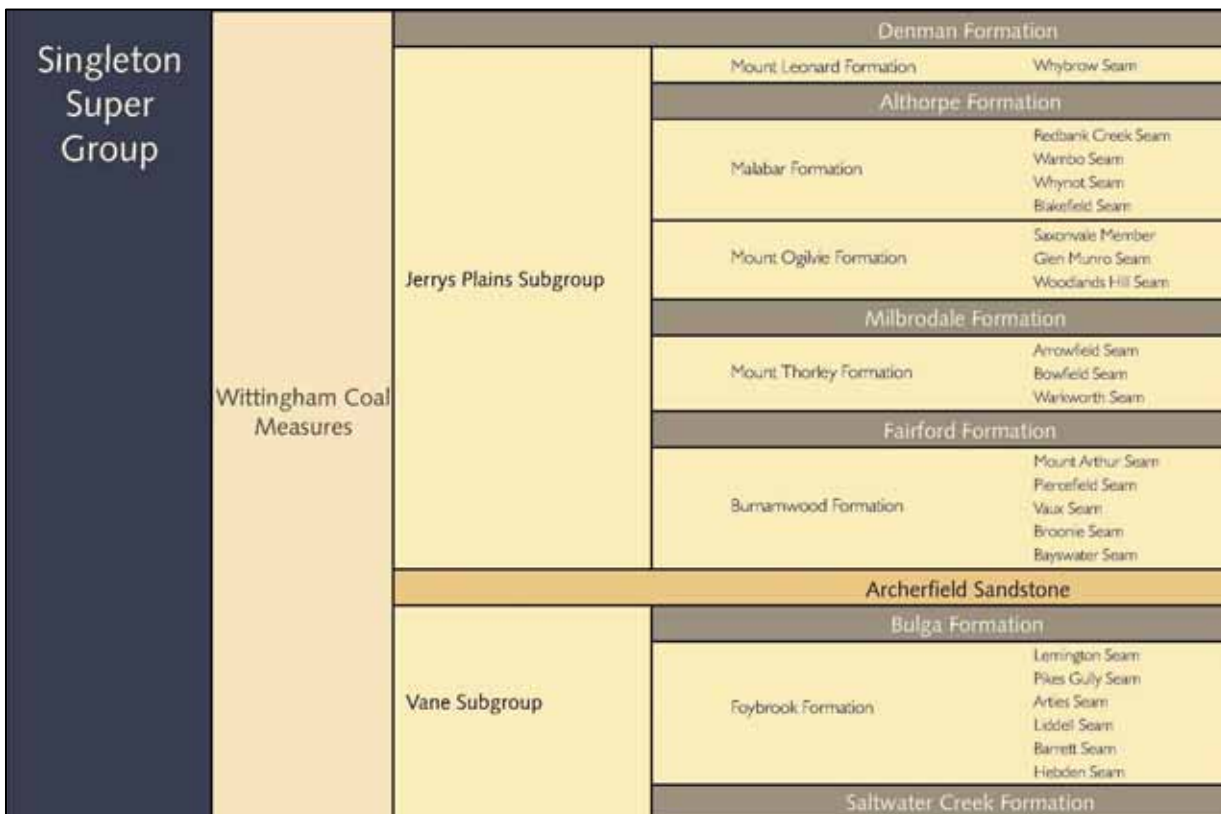 Singleton
Super
Group
Wittingham Coal
Measures
Denman Formation
Jerrys Plains Subgroup
Mount Leonard Formation
Whybrow Seam
Althorpe Formation
Malabar Formation
Redbank Creek Seam
Wambo Seam
Whynot Seam
Blakefield Seam
Mount Ogilvie Formation
Saxonvale Member
Glen Munro Seam
Woodlands Hill Seam
Milbrodale Formation
Mount Thorley Formation
Arrowfield Seam
Bowfield Seam
Warkworth Seam
Fairford Formation
Burnamwood Formation
Mount Arthur Seam
Piercefield Seam
Vaux Seam
Broonie Seam
Bayswater Seam
Archerfield Sandstone
Vane Subgroup
Bulga Formation
Foybrook Formation
Lemington Seam
Pikes Gully Seam
Arties Seam
Liddell Seam
Barrett Seam
Hebden Seam
Saltwater Creek Formation